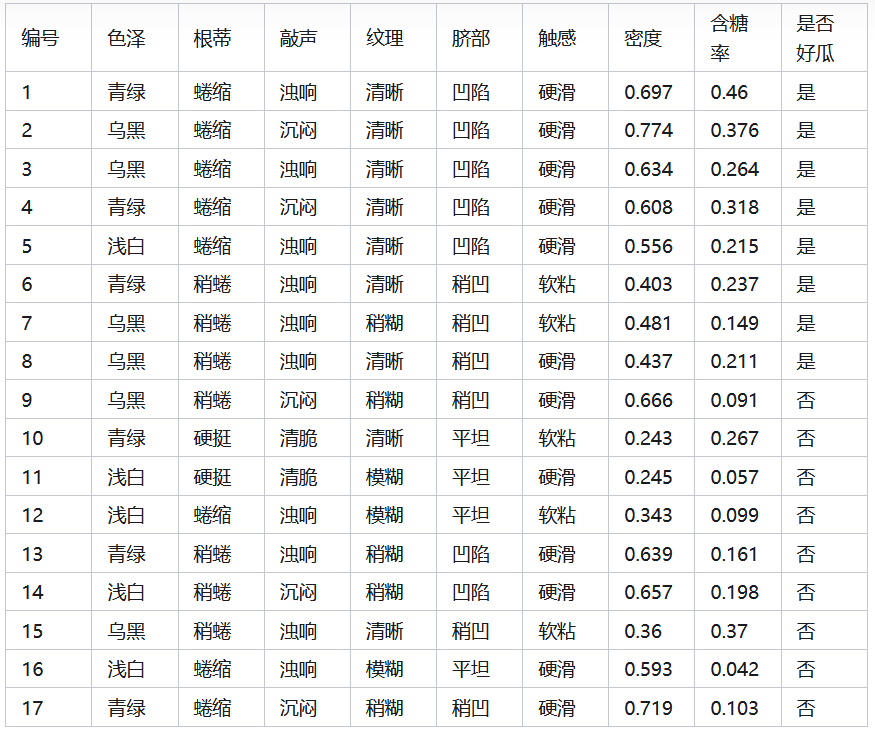 编号 色泽 根蒂 敲声 纹理 脐部 触感 密度 含糖率 是否好瓜
1 青绿 蜷缩 浊响 清晰 凹陷 硬滑 0.697 0.46 是
2 乌黑 蜷缩 沉闷 清晰 凹陷 硬滑 0.774 0.376 是
3 乌黑 蜷缩 浊响 清晰 凹陷 硬滑 0.634 0.264 是
4 青绿 蜷缩 沉闷 清晰 凹陷 硬滑 0.608 0.318 是
5 浅白 蜷缩 浊响 清晰 凹陷 硬滑 0.556 0.215 是
6 青绿 稍蜷 浊响 清晰 稍凹 软粘 0.403 0.237 是
7 乌黑 稍蜷 浊响 稍糊 稍凹 软粘 0.481 0.149 是
8 乌黑 稍蜷 浊响 清晰 稍凹 硬滑 0.437 0.211 是
9 乌黑 稍蜷 沉闷 稍糊 稍凹 硬滑 0.666 0.091 否
10 青绿 硬挺 清脆 清晰 平坦 软粘 0.243 0.267 否
11 浅白 硬挺 清脆 模糊 平坦 硬滑 0.245 0.057 否
12 浅白 蜷缩 浊响 模糊 平坦 软粘 0.343 0.099 否
13 青绿 稍蜷 浊响 稍糊 凹陷 硬滑 0.639 0.161 否
14 浅白 稍蜷 沉闷 稍糊 凹陷 硬滑 0.657 0.198 否
15 乌黑 稍蜷 浊响 清晰 稍凹 软粘 0.36 0.37 否
16 浅白 蜷缩 浊响 模糊 平坦 硬滑 0.593 0.042 否
17 青绿 蜷缩 沉闷 稍糊 稍凹 硬滑 0.719 0.103 否